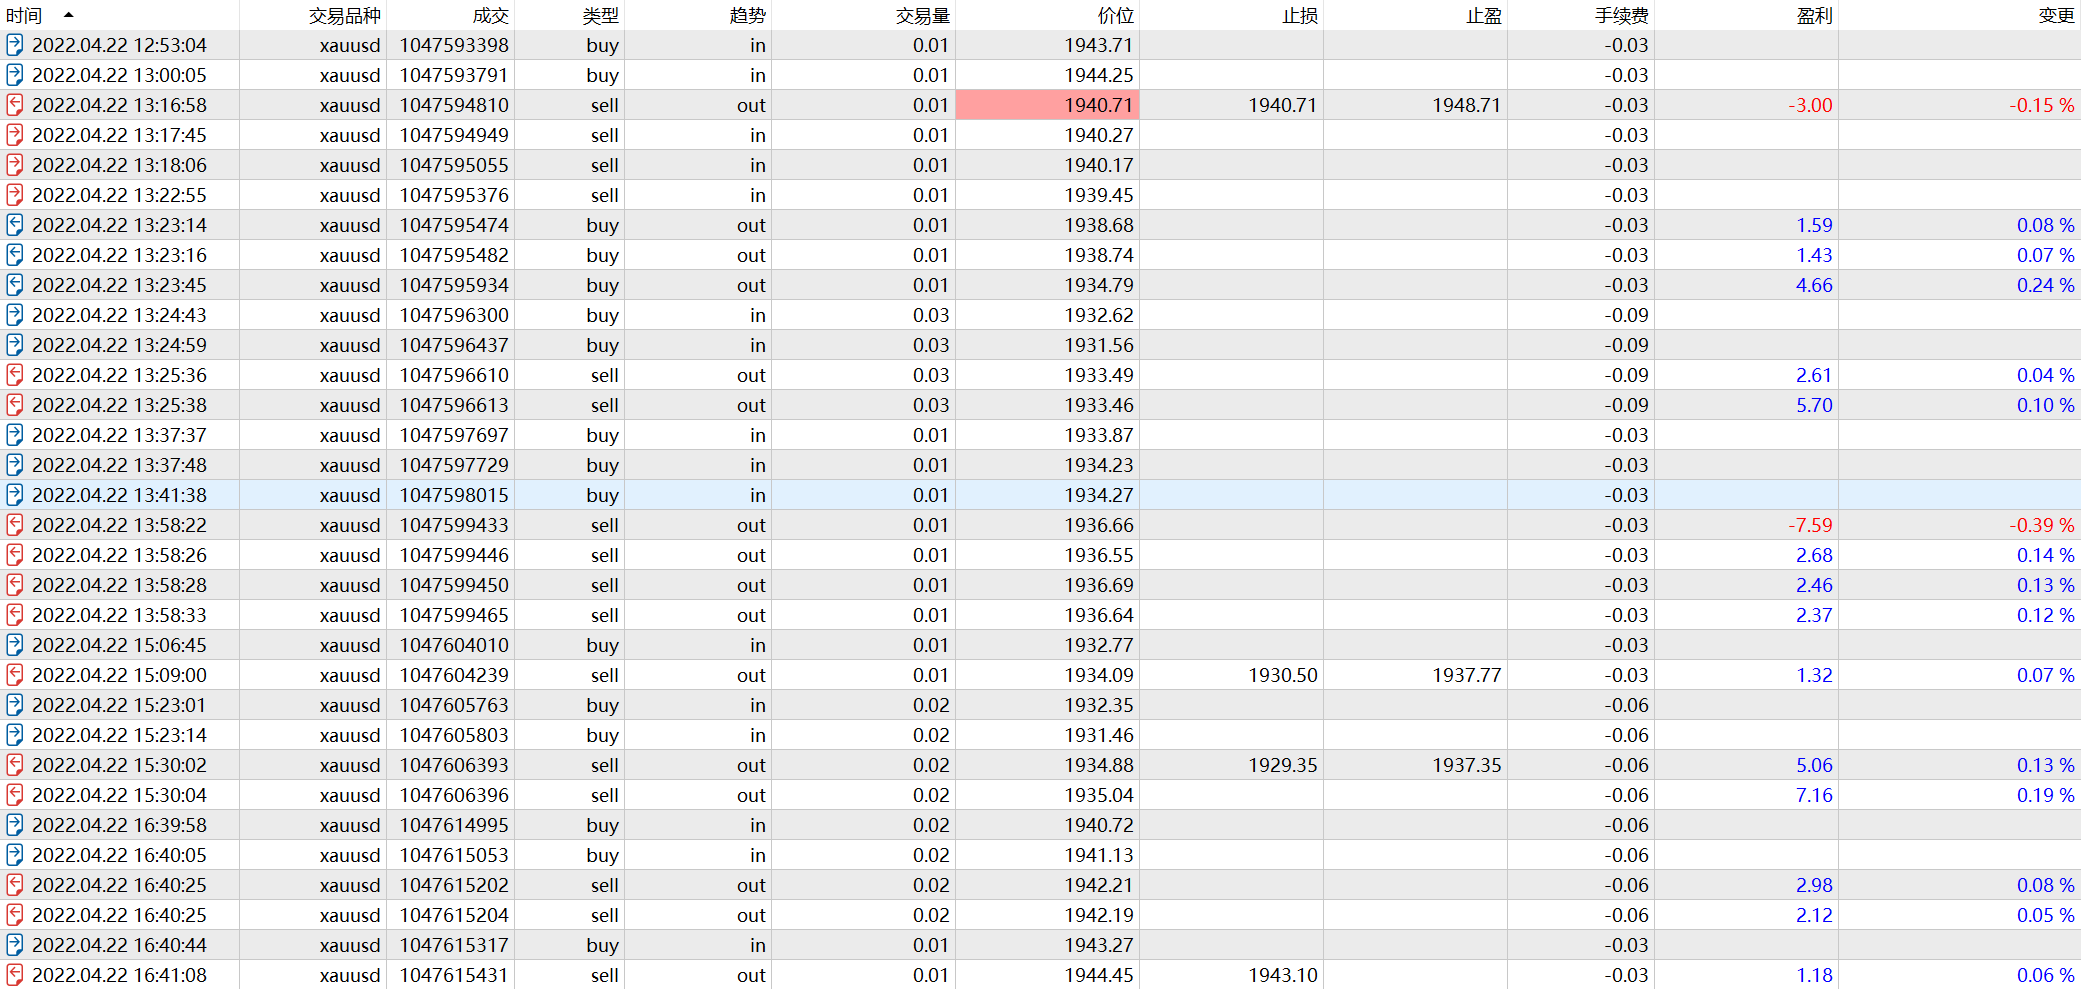 时间 交易品种 成交 类型 趋势 交易量 价位 止损 止盈 手续费 盈利 变更
2022.04.22 12:53:04 xauusd 1047593398 buy in 0.01 1943.71 -0.03
2022.04.22 13:00:05 xauusd 1047593791 buy in 0.01 1944.25 -0.03
2022.04.22 13:16:58 xauusd 1047594810 sell out 0.01 1940.71 1940.71 1948.71 -0.03 -3.00 -0.15 %
2022.04.22 13:17:45 xauusd 1047594949 sell in 0.01 1940.27 -0.03
2022.04.22 13:18:06 xauusd 1047595055 sell in 0.01 1940.17 -0.03
2022.04.22 13:22:55 xauusd 1047595376 sell in 0.01 1939.45 -0.03
2022.04.22 13:23:14 xauusd 1047595474 buy out 0.01 1938.68 -0.03 1.59 0.08 %
2022.04.22 13:23:16 xauusd 1047595482 buy out 0.01 1938.74 -0.03 1.43 0.07 %
2022.04.22 13:23:45 xauusd 1047595934 buy out 0.01 1934.79 -0.03 4.66 0.24 %
2022.04.22 13:24:43 xauusd 1047596300 buy in 0.03 1932.62 -0.09
2022.04.22 13:24:59 xauusd 1047596437 buy in 0.03 1931.56 -0.09
2022.04.22 13:25:36 xauusd 1047596610 sell out 0.03 1933.49 -0.09 2.61 0.04 %
2022.04.22 13:25:38 xauusd 1047596613 sell out 0.03 1933.46 -0.09 5.70 0.10 %
2022.04.22 13:37:37 xauusd 1047597697 buy in 0.01 1933.87 -0.03
2022.04.22 13:37:48 xauusd 1047597729 buy in 0.01 1934.23 -0.03
2022.04.22 13:41:38 xauusd 1047598015 buy in 0.01 1934.27 -0.03
2022.04.22 13:58:22 xauusd 1047599433 sell out 0.01 1936.66 -0.03 -7.59 -0.39 %
2022.04.22 13:58:26 xauusd 1047599446 sell out 0.01 1936.55 -0.03 2.68 0.14 %
2022.04.22 13:58:28 xauusd 1047599450 sell out 0.01 1936.69 -0.03 2.46 0.13 %
2022.04.22 13:58:33 xauusd 1047599465 sell out 0.01 1936.64 -0.03 2.37 0.12 %
2022.04.22 15:06:45 xauusd 1047604010 buy in 0.01 1932.77 -0.03
2022.04.22 15:09:00 xauusd 1047604239 sell out 0.01 1934.09 1930.50 1937.77 -0.03 1.32 0.07 %
2022.04.22 15:23:01 xauusd 1047605763 buy in 0.02 1932.35 -0.06
2022.04.22 15:23:14 xauusd 1047605803 buy in 0.02 1931.46 -0.06
2022.04.22 15:30:02 xauusd 1047606393 sell out 0.02 1934.88 1929.35 1937.35 -0.06 5.06 0.13 %
2022.04.22 15:30:04 xauusd 1047606396 sell out 0.02 1935.04 -0.06 7.16 0.19 %
2022.04.22 16:39:58 xauusd 1047614995 buy in 0.02 1940.72 -0.06
2022.04.22 16:40:05 xauusd 1047615053 buy in 0.02 1941.13 -0.06
2022.04.22 16:40:25 xauusd 1047615202 sell out 0.02 1942.21 -0.06 2.98 0.08 %
2022.04.22 16:40:25 xauusd 1047615204 sell out 0.02 1942.19 -0.06 2.12 0.05 %
2022.04.22 16:40:44 xauusd 1047615317 buy in 0.01 1943.27 -0.03
2022.04.22 16:41:08 xauusd 1047615431 sell out 0.01 1944.45 1943.10 -0.03 1.18 0.06 %